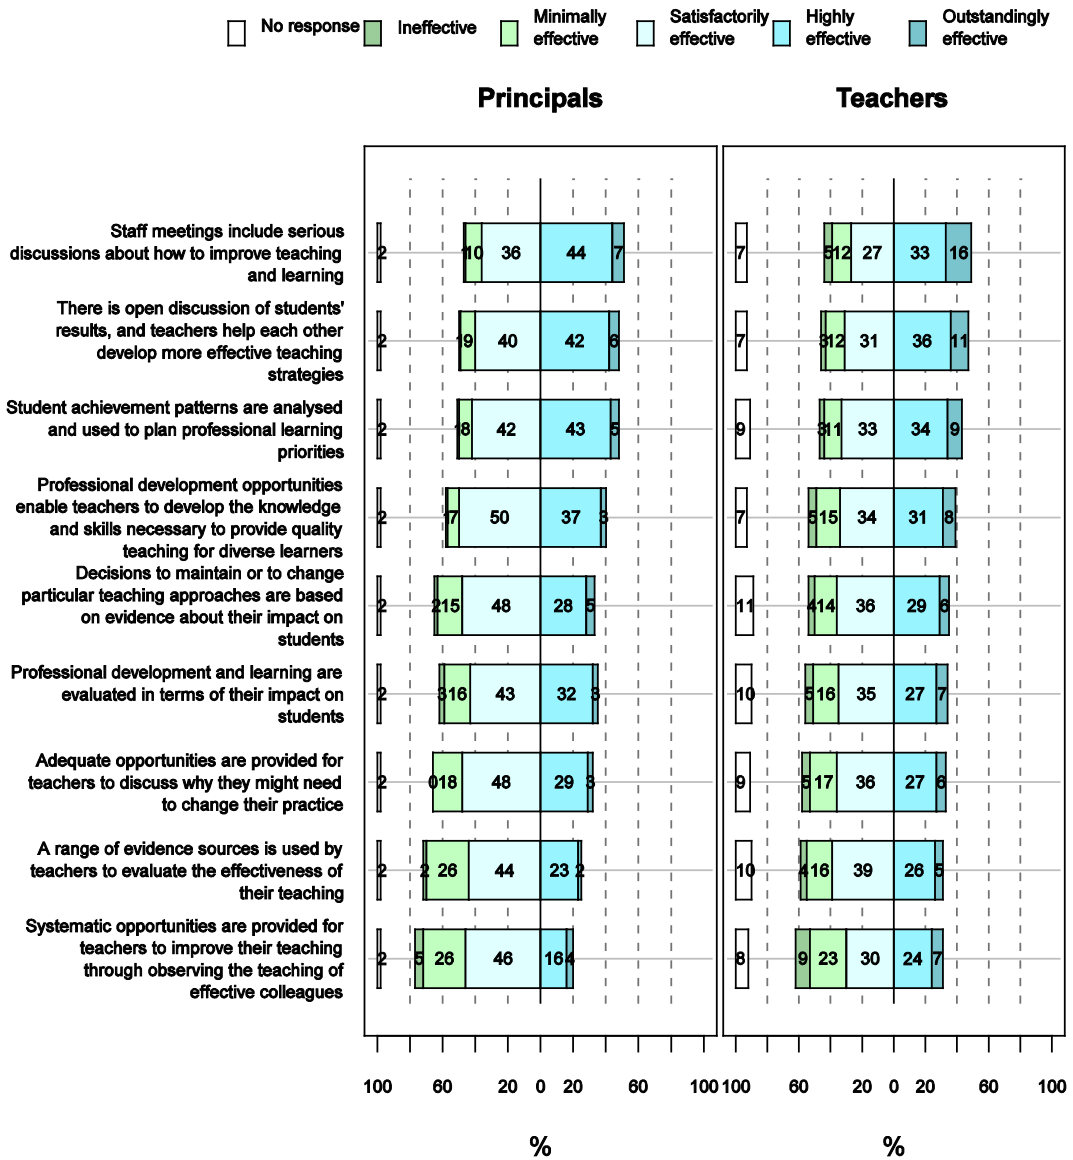 No response Ineffective Minimally effective Satisfactorily effective Highly effective Outstandingly effective
Principals Teachers
Staff meetings include serious
discussions about how to improve teaching
and learning
2 1 10 36 44 7 7 5 12 27 33 16
There is open discussion of students'
results, and teachers help each other
develop more effective teaching
strategies
2 1 9 40 42 6 7 3 12 31 36 11
Student achievement patterns are analysed
and used to plan professional learning
priorities
2 1 8 42 43 5 9 3 11 33 34 9
Professional development opportunities
enable teachers to develop the knowledge
and skills necessary to provide quality
teaching for diverse learners
2 1 7 50 37 3 7 5 15 34 31 8
Decisions to maintain or to change
particular teaching approaches are based
on evidence about their impact on
students
2 2 15 48 28 5 11 4 14 36 29 6
Professional development and learning are
evaluated in terms of their impact on
students
2 3 16 43 32 3 10 5 16 35 27 7
Adequate opportunities are provided for
teachers to discuss why they might need
to change their practice
2 0 18 48 29 3 9 5 17 36 27 6
A range of evidence sources is used by
teachers to evaluate the effectiveness of
their teaching
2 2 26 44 23 2 10 4 16 39 26 5
Systematic opportunities are provided for
teachers to improve their teaching
through observing the teaching of
effective colleagues
2 5 26 46 16 4 8 9 23 30 24 7
100 60 20 0 20 60 100 100 60 20 0 20 60 100
% %